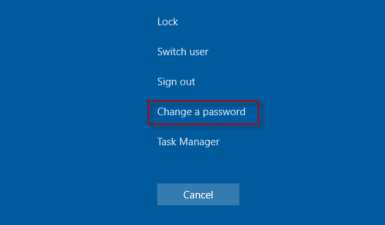 Lock
Switch user
Sign out
Change a password
Task Manager
Cancel